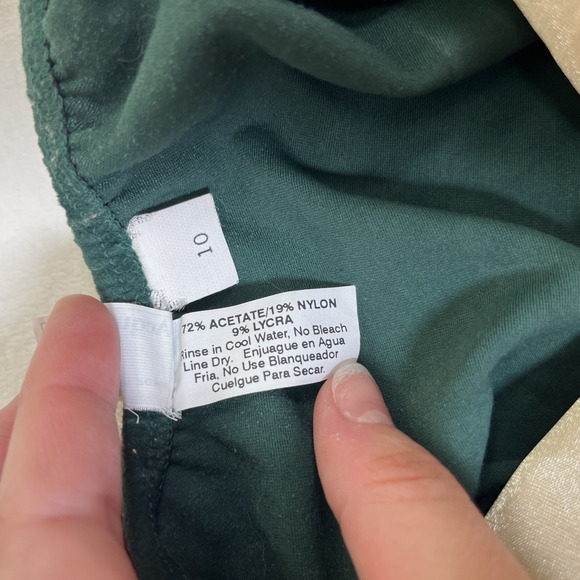 10
72% ACETATE/19% NYLON
9% LYCRA
Rinse in Cool Water, No Bleach
Line Dry. Enjuague en Agua
Fria, No Use Blanqueador
Cuelgue Para Secar.